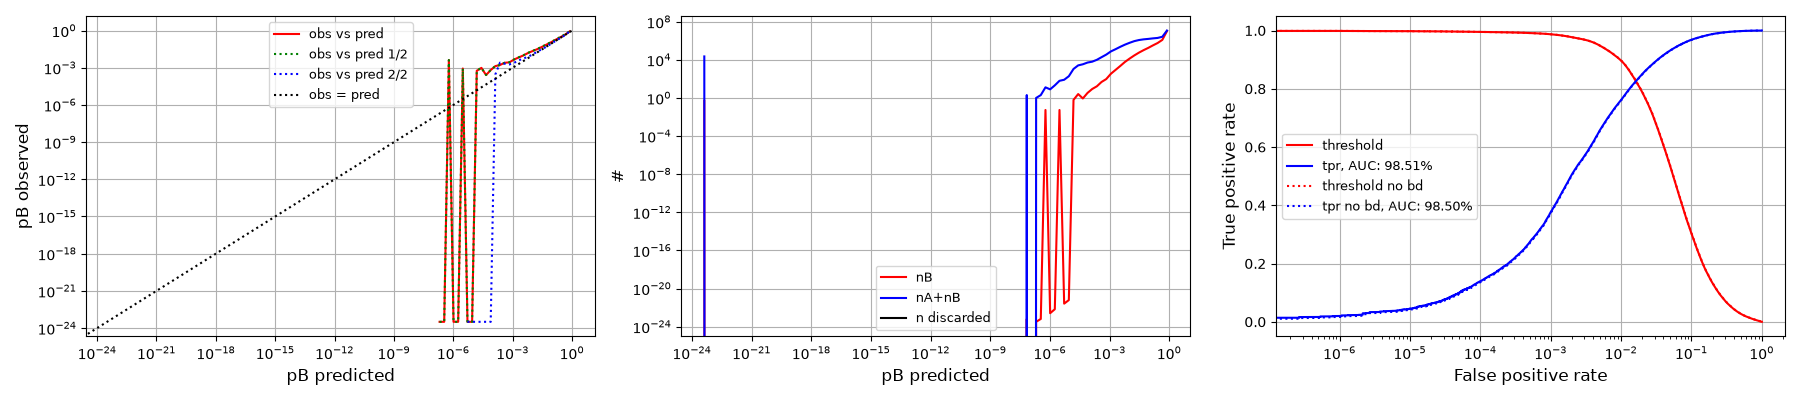 10⁰
10⁻³
10⁻⁶
10⁻⁹
10⁻¹²
10⁻¹⁵
10⁻¹⁸
10⁻²¹
10⁻²⁴
pB observed
obs vs pred
obs vs pred 1/2
obs vs pred 2/2
obs = pred
10⁻²⁴ 10⁻²¹ 10⁻¹⁸ 10⁻¹⁵ 10⁻¹² 10⁻⁹ 10⁻⁶ 10⁻³ 10⁰
pB predicted
10⁸
10⁴
10⁰
10⁻⁴
10⁻⁸
10⁻¹²
10⁻¹⁶
10⁻²⁰
10⁻²⁴
#
nB
nA+nB
n discarded
10⁻²⁴ 10⁻²¹ 10⁻¹⁸ 10⁻¹⁵ 10⁻¹² 10⁻⁹ 10⁻⁶ 10⁻³ 10⁰
pB predicted
1.0
0.8
0.6
0.4
0.2
0.0
True positive rate
threshold
tpr, AUC: 98.51%
threshold no bd
tpr no bd, AUC: 98.50%
10⁻⁶ 10⁻⁵ 10⁻⁴ 10⁻³ 10⁻² 10⁻¹ 10⁰
False positive rate